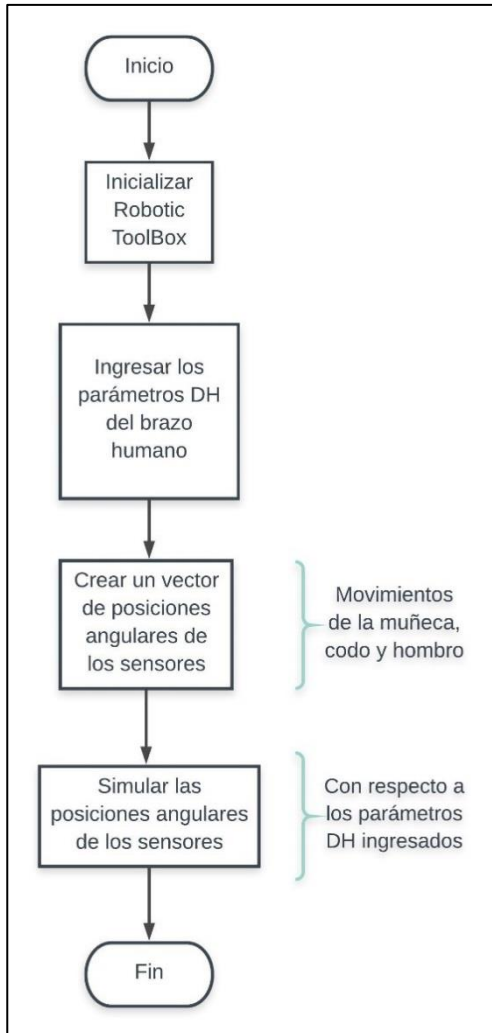 Inicio
Inicializar
Robotic
ToolBox
Ingresar los
parámetros DH
del brazo
humano
Crear un vector
de posiciones
angulares de
los sensores
Movimientos
de la muñeca,
codo y hombro
Simular las
posiciones angulares
de los sensores
Con respecto a
los parámetros
DH ingresados
Fin